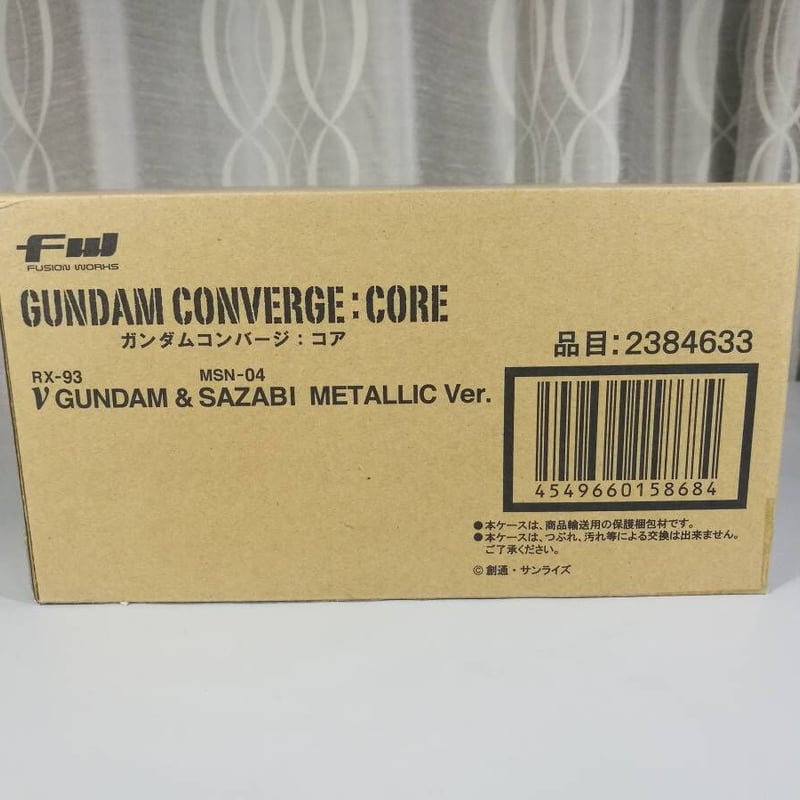 FW
FUSION WORKS
GUNDAM CONVERGE:CORE
ガンダムコンバージ:コア
品目:2384633
RX-93 MSN-04
ν GUNDAM & SAZABI METALLIC Ver.
4549660158684
●本ケースは、商品輸送用の保護梱包材です。
●本ケースは、つぶれ、汚れ等による交換は出来ません。
ご了承ください。
©創通・サンライズ